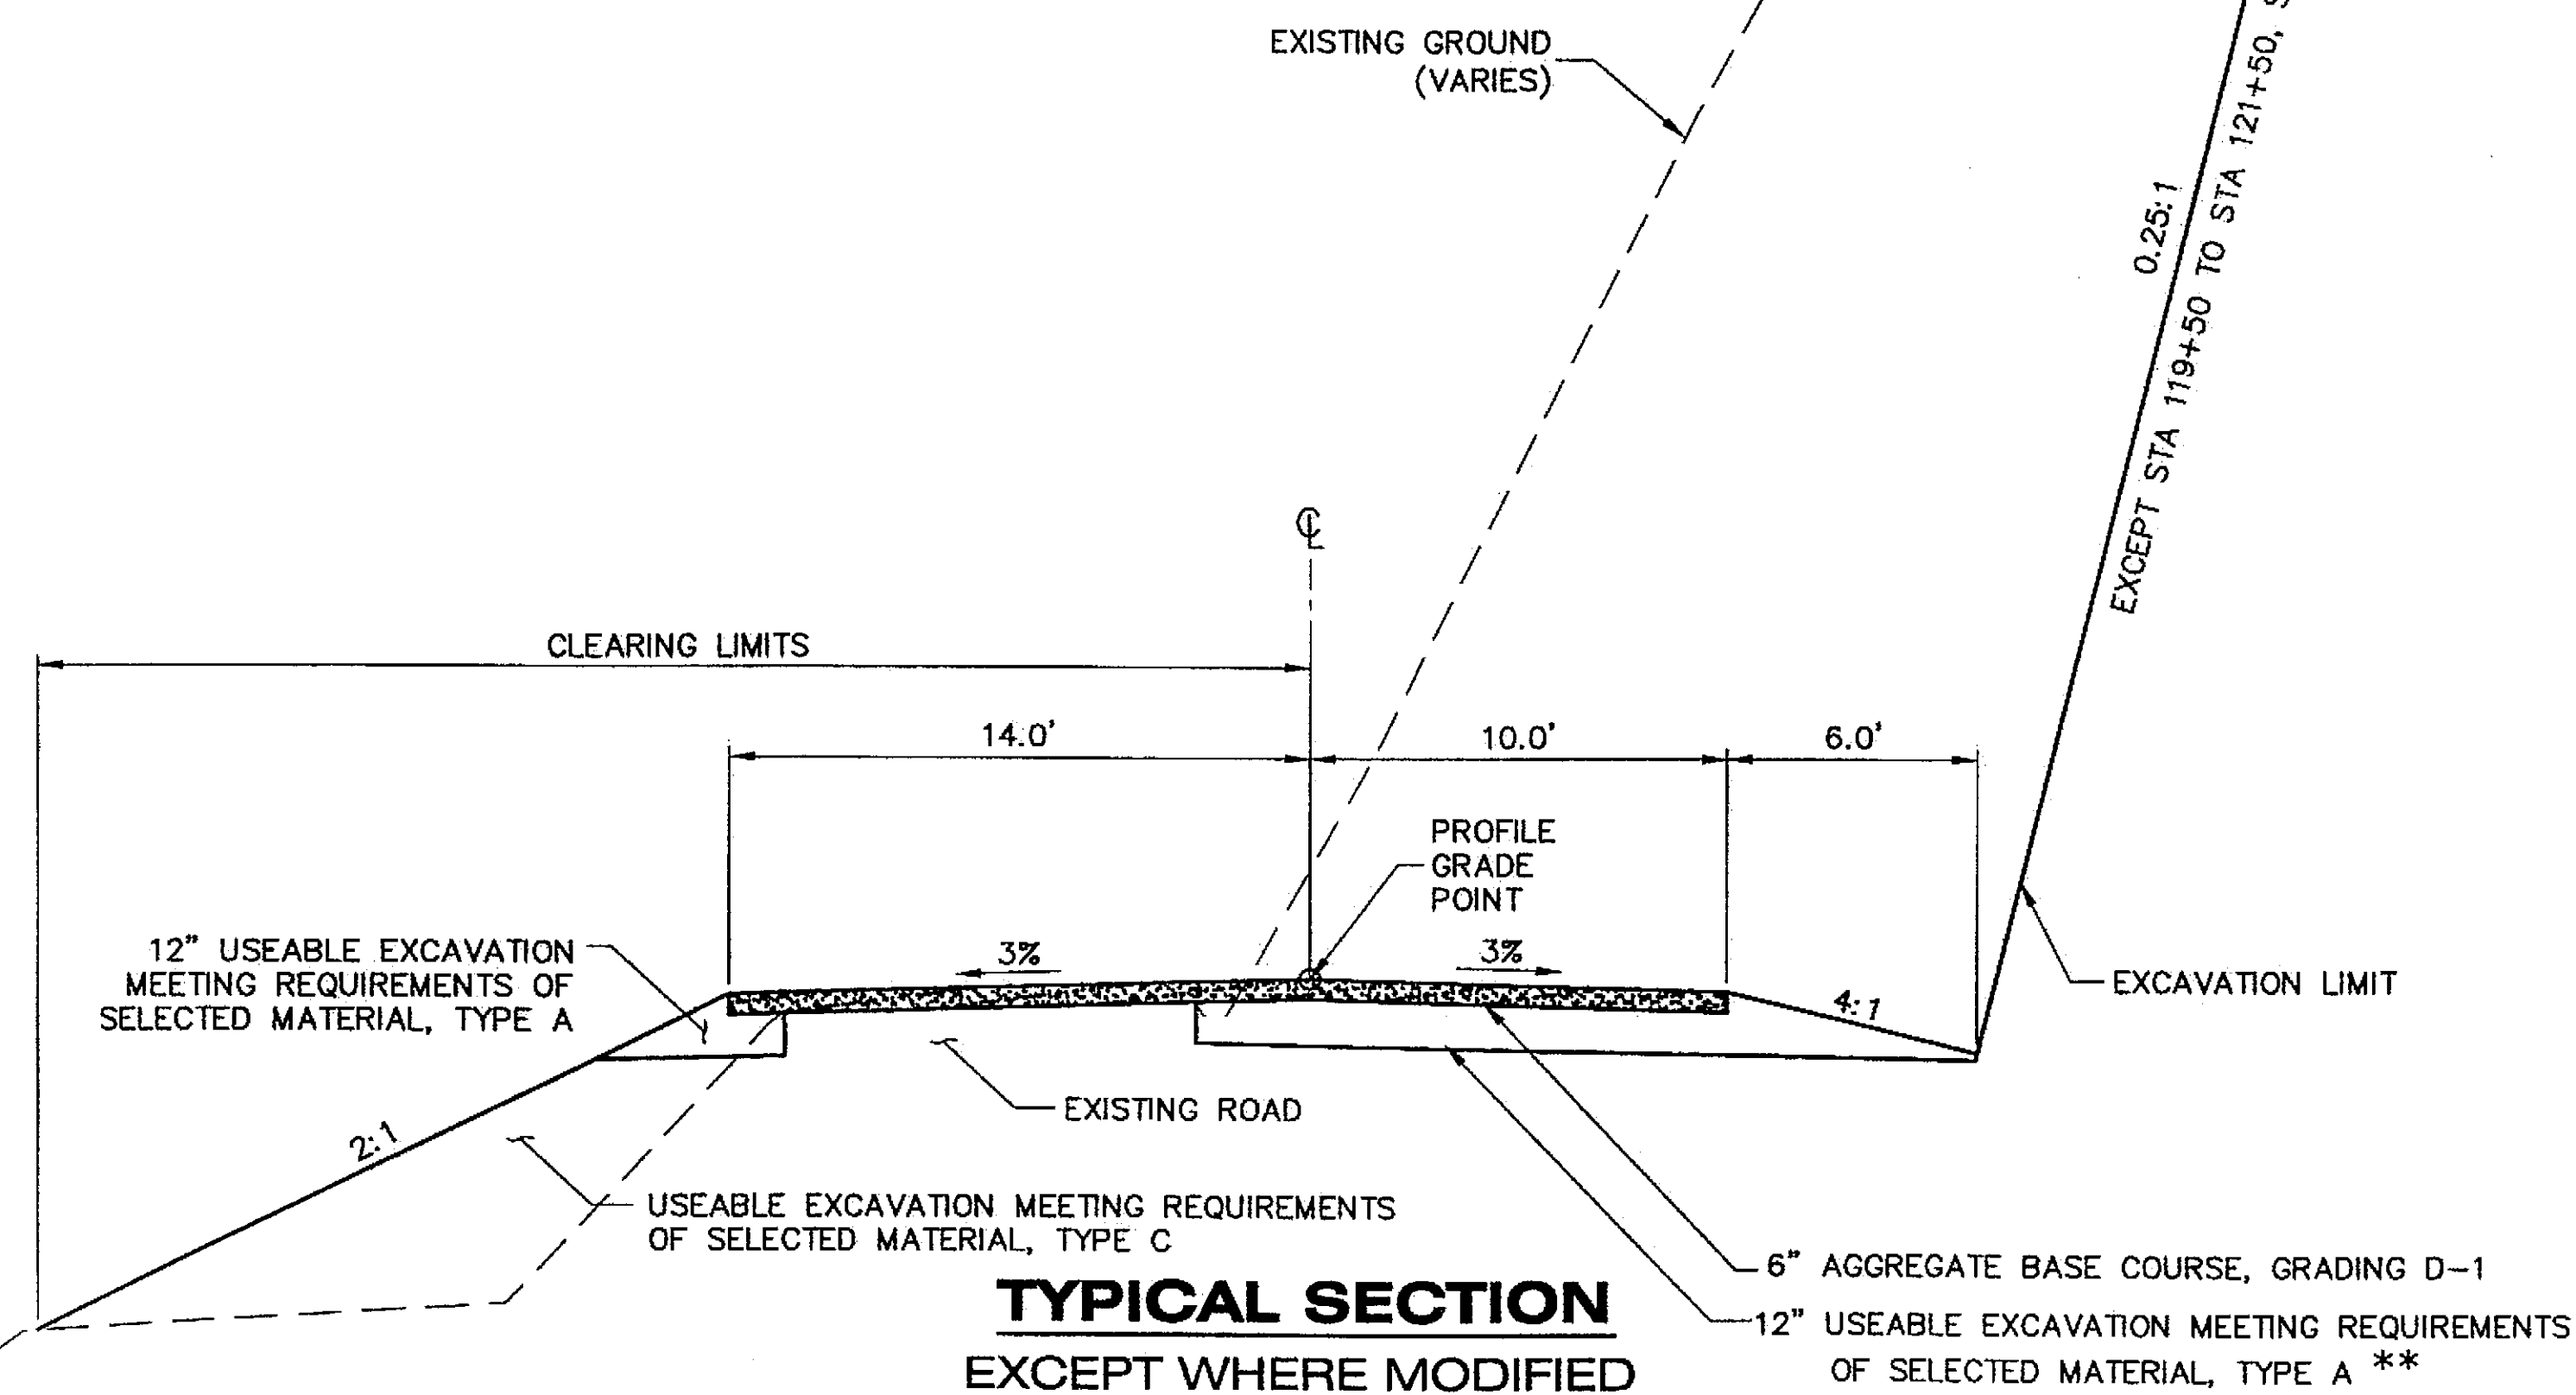 EXISTING GROUND
(VARIES)
0.25:1
EXCEPT STA 119+50 TO STA 121+50,
℄
CLEARING LIMITS
14.0'
10.0'
6.0'
PROFILE
GRADE
POINT
12" USEABLE EXCAVATION
MEETING REQUIREMENTS OF
SELECTED MATERIAL, TYPE A
3%
3%
4:1
EXCAVATION LIMIT
2:1
EXISTING ROAD
USEABLE EXCAVATION MEETING REQUIREMENTS
OF SELECTED MATERIAL, TYPE C
6" AGGREGATE BASE COURSE, GRADING D-1
12" USEABLE EXCAVATION MEETING REQUIREMENTS
OF SELECTED MATERIAL, TYPE A **
TYPICAL SECTION
EXCEPT WHERE MODIFIED